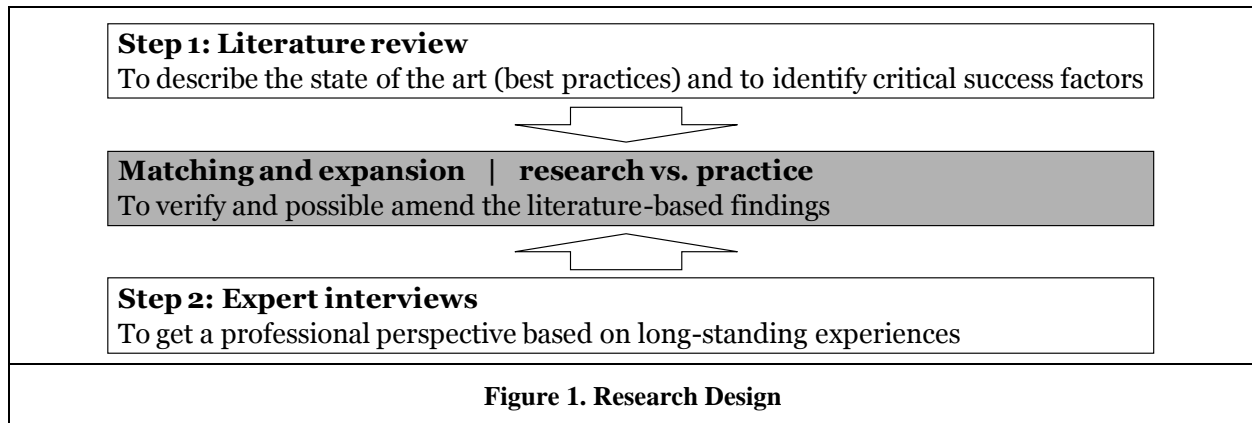 Step 1: Literature review
To describe the state of the art (best practices) and to identify critical success factors
Matching and expansion | research vs. practice
To verify and possible amend the literature-based findings
Step 2: Expert interviews
To get a professional perspective based on long-standing experiences
Figure 1. Research Design